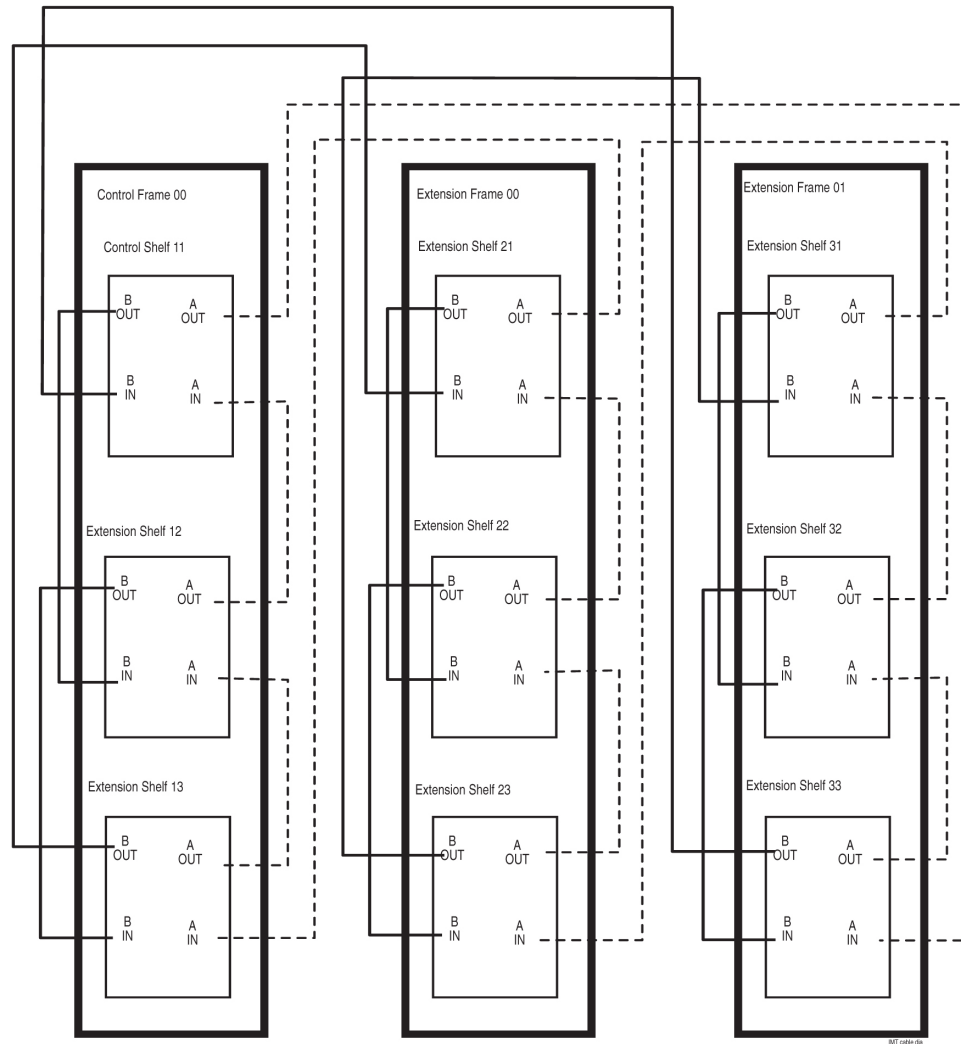 Control Frame 00
Control Shelf 11
B
OUT
A
OUT
B
IN
A
IN
Extension Shelf 12
B
OUT
A
OUT
B
IN
A
IN
Extension Shelf 13
B
OUT
A
OUT
B
IN
A
IN
Extension Frame 00
Extension Shelf 21
B
OUT
A
OUT
B
IN
A
IN
Extension Shelf 22
B
OUT
A
OUT
B
IN
A
IN
Extension Shelf 23
B
OUT
A
OUT
B
IN
A
IN
Extension Frame 01
Extension Shelf 31
B
OUT
A
OUT
B
IN
A
IN
Extension Shelf 32
B
OUT
A
OUT
B
IN
A
IN
Extension Shelf 33
B
OUT
A
OUT
B
IN
A
IN
IMT cable dia